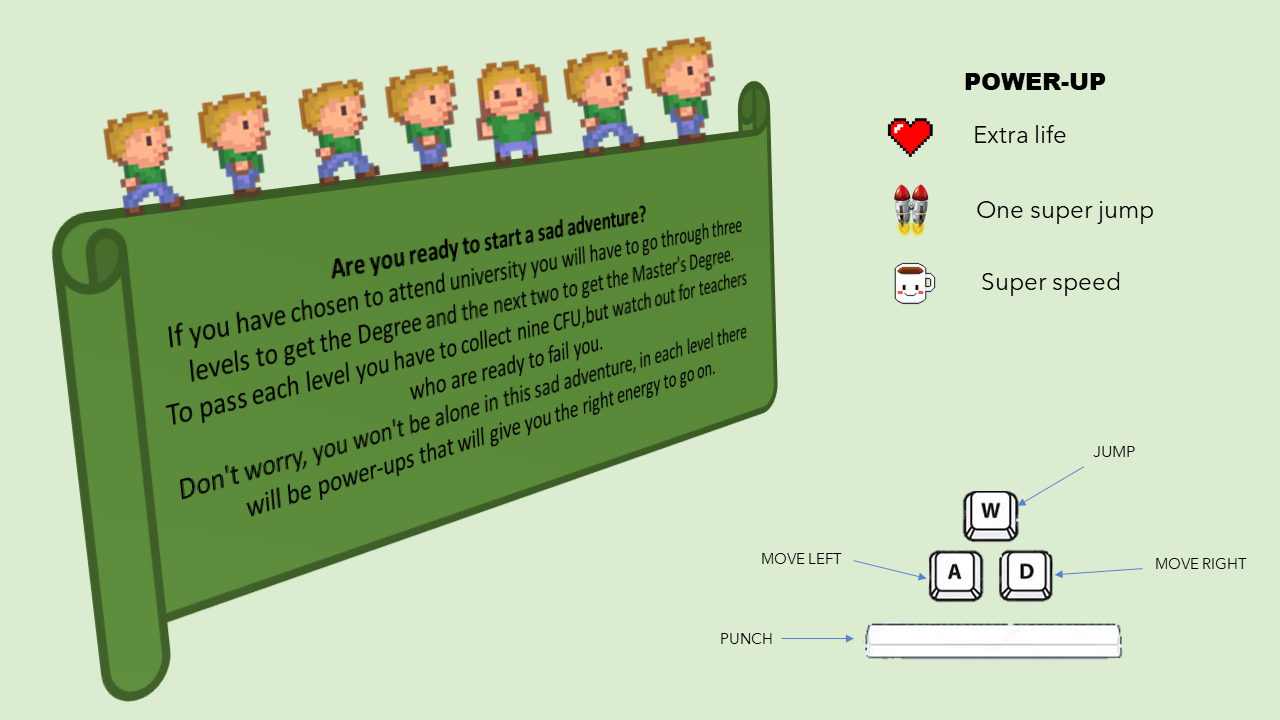 Are you ready to start a sad adventure?
If you have chosen to attend university you will have to go through three
levels to get the Degree and the next two to get the Master's Degree.
To pass each level you have to collect nine CFU,but watch out for teachers
who are ready to fail you.
Don't worry, you won't be alone in this sad adventure, in each level there
will be power-ups that will give you the right energy to go on.
POWER-UP
Extra life
One super jump
Super speed
JUMP
W
MOVE LEFT
A
D
MOVE RIGHT
PUNCH